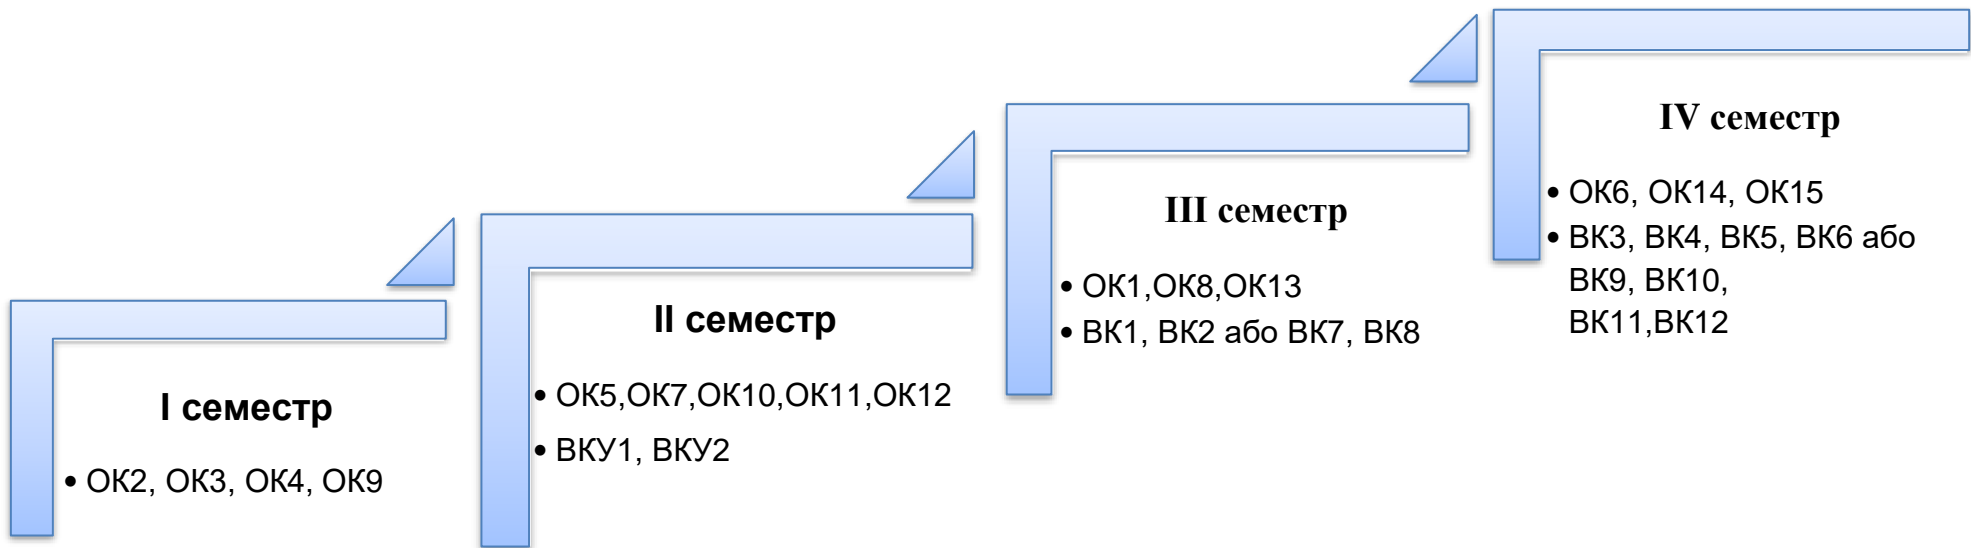 I семестр
• ОК2, ОК3, ОК4, ОК9
II семестр
• ОК5,ОК7,ОК10,ОК11,ОК12
• ВКУ1, ВКУ2
III семестр
• ОК1,ОК8,ОК13
• ВК1, ВК2 або ВК7, ВК8
IV семестр
• ОК6, ОК14, ОК15
• ВК3, ВК4, ВК5, ВК6 або
ВК9, ВК10,
ВК11,ВК12